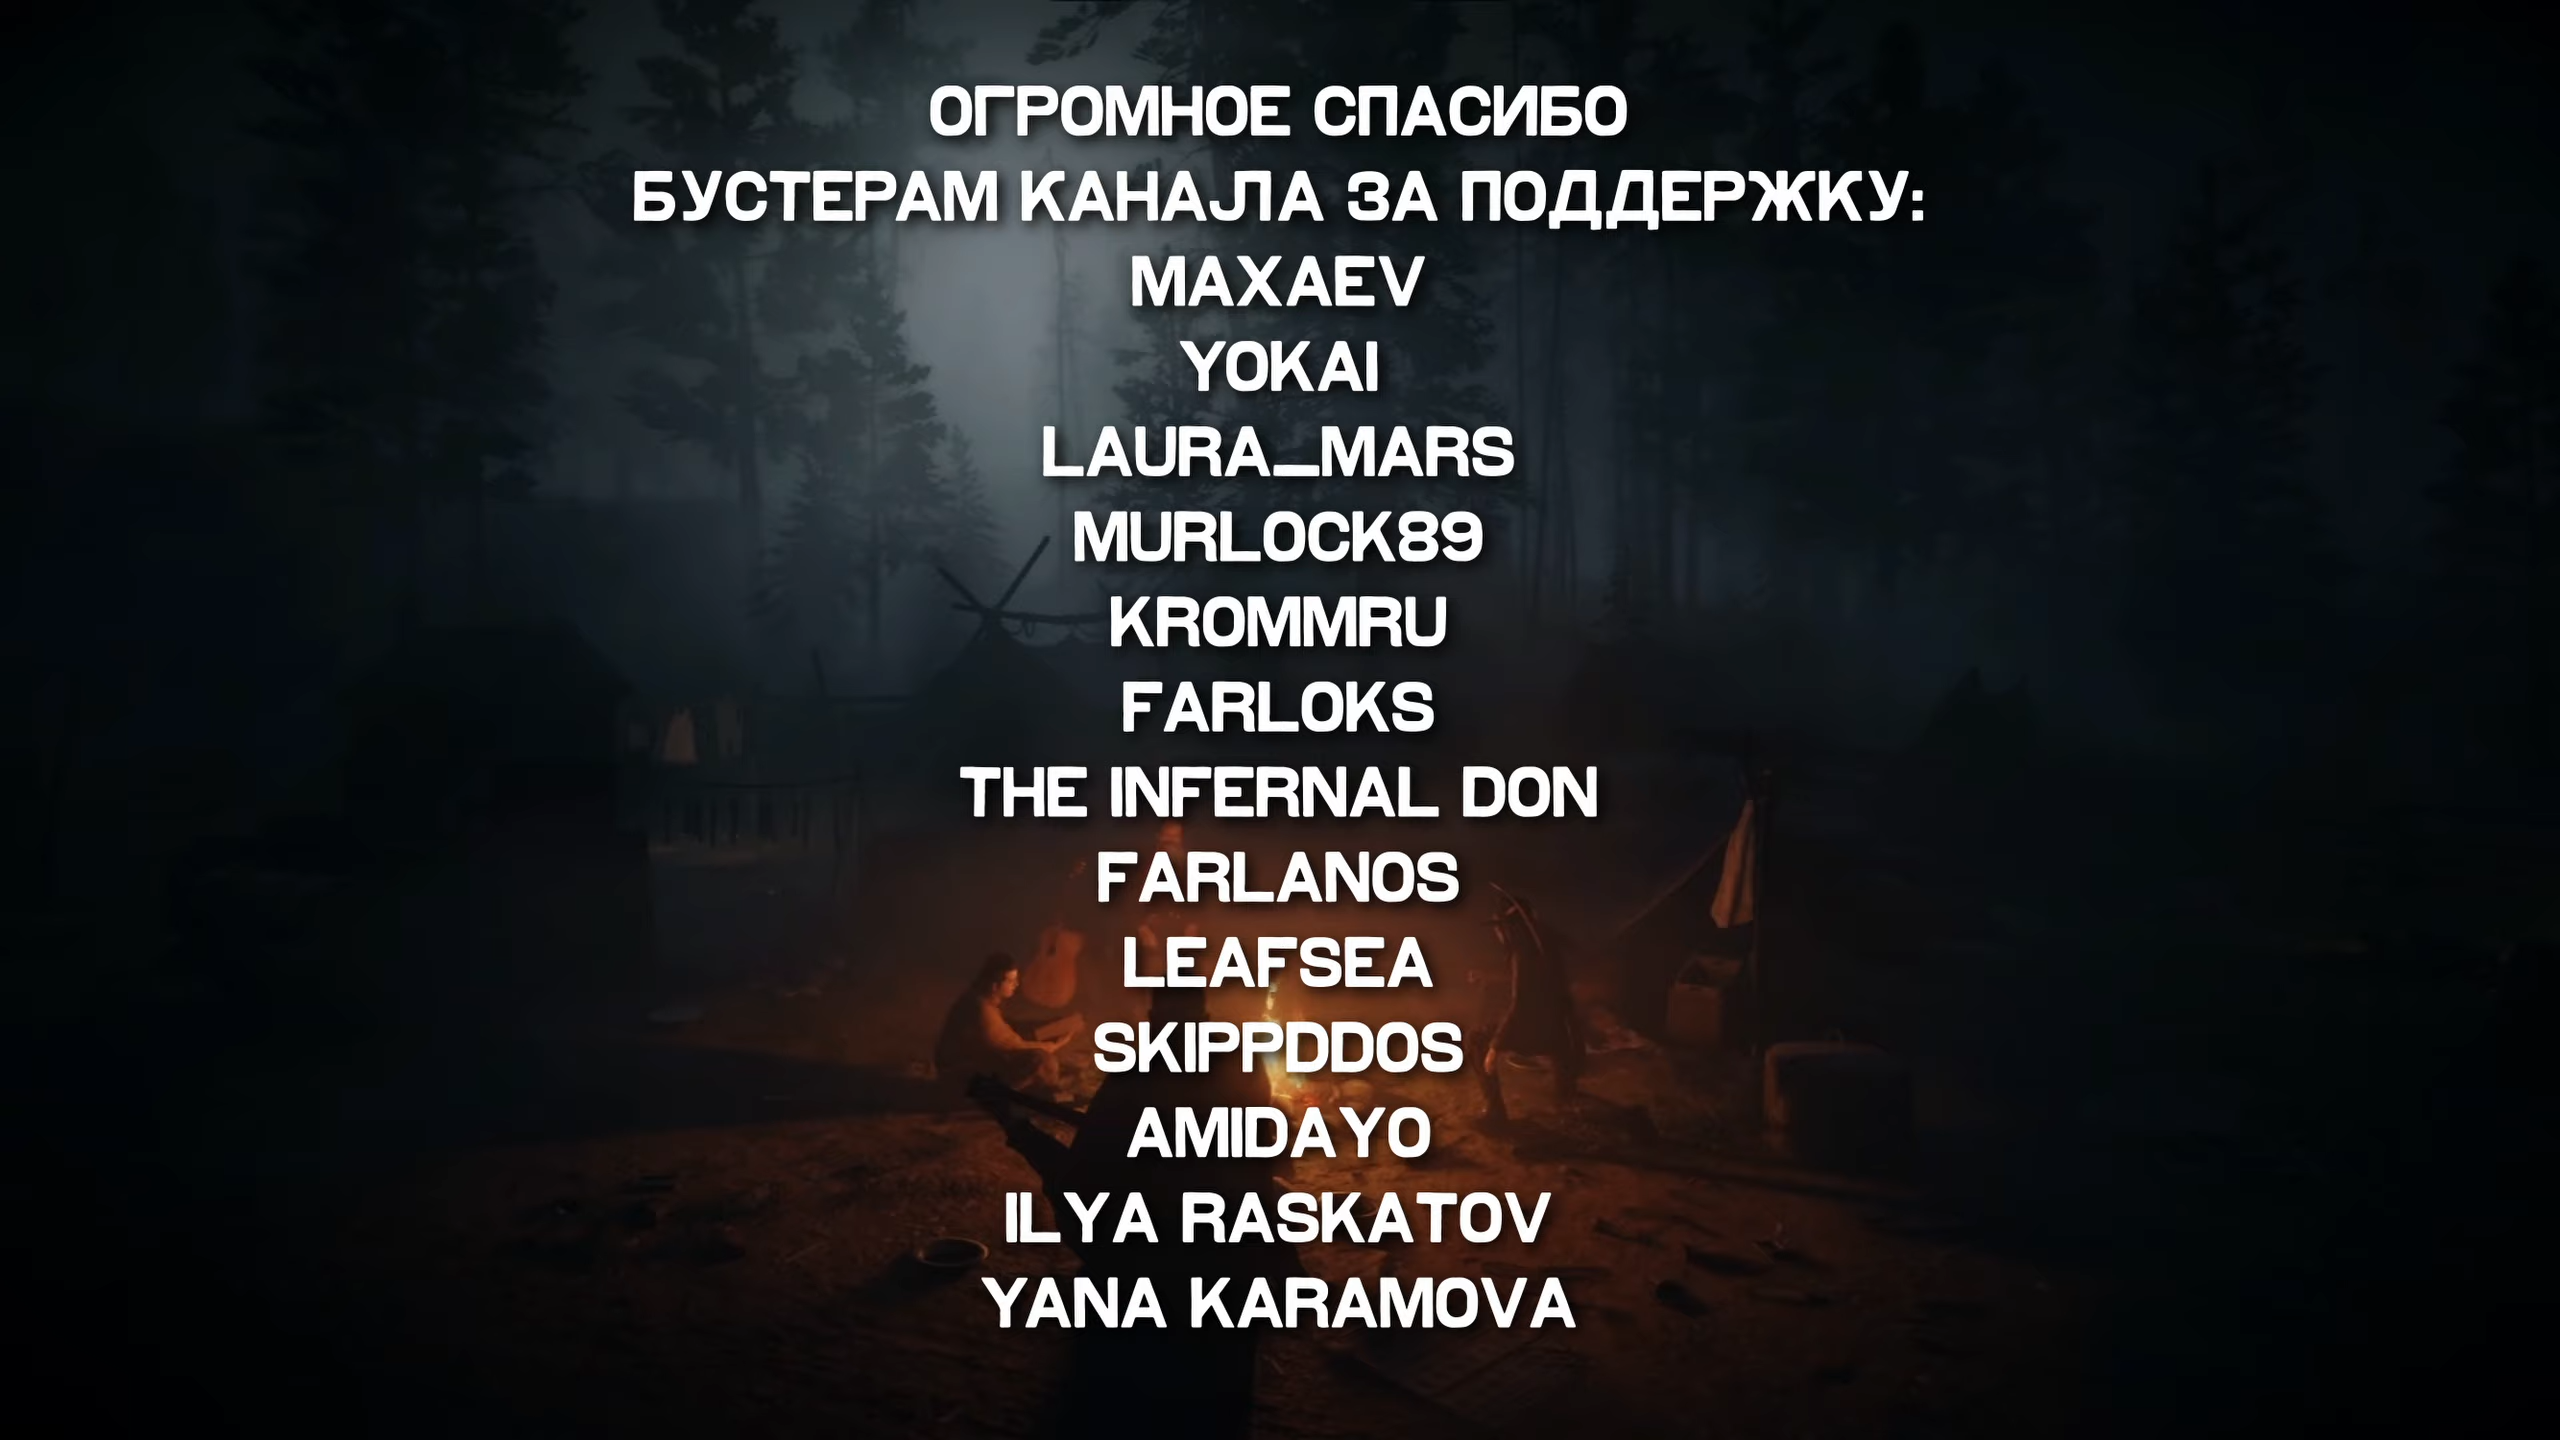 ОГРОМНОЕ СПАСИБО
БУСТЕРАМ КАНАЛА ЗА ПОДДЕРЖКУ:
MAXAEV
YOKAI
LAURA_MARS
MURLOCK89
KROMMRU
FARLOKS
THE INFERNAL DON
FARLANOS
LEAFSEA
SKIPPDDOS
AMIDAYO
ILYA RASKATOV
YANA KARAMOVA